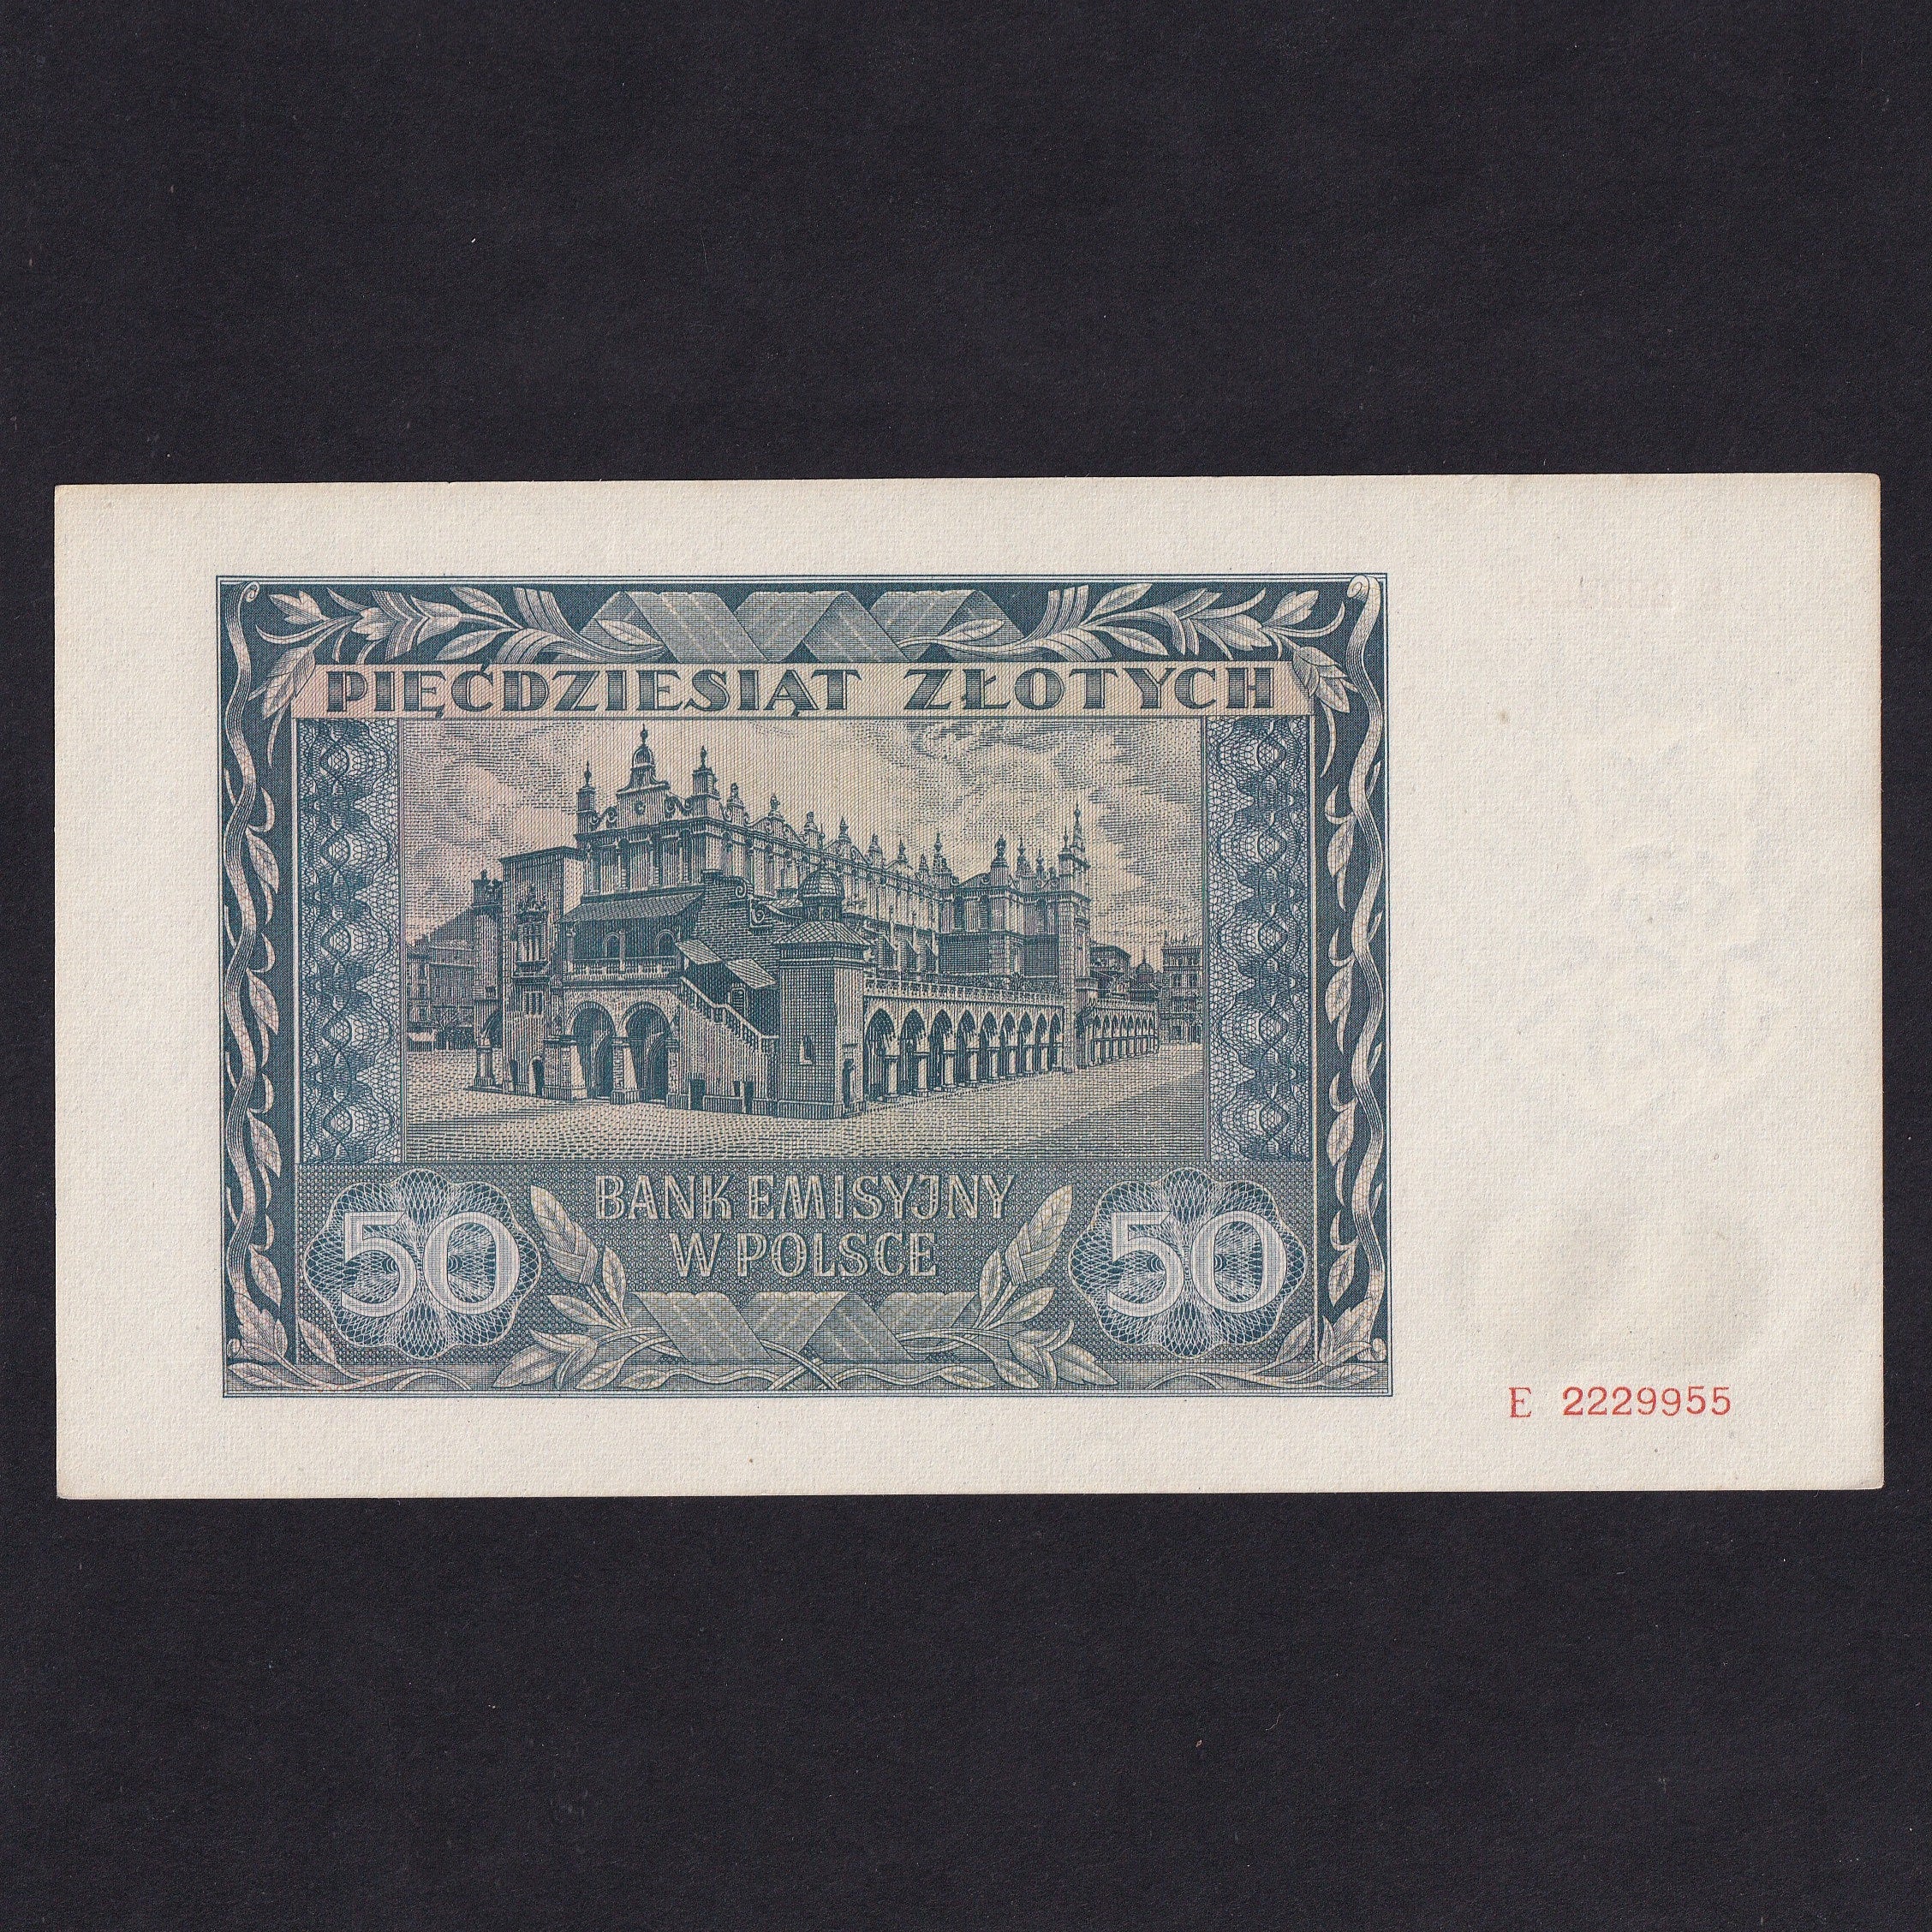 PIĘĆDZIESIĄT ZŁOTYCH
BANK EMISYJNY
W POLSCE
50
50
E 2229955